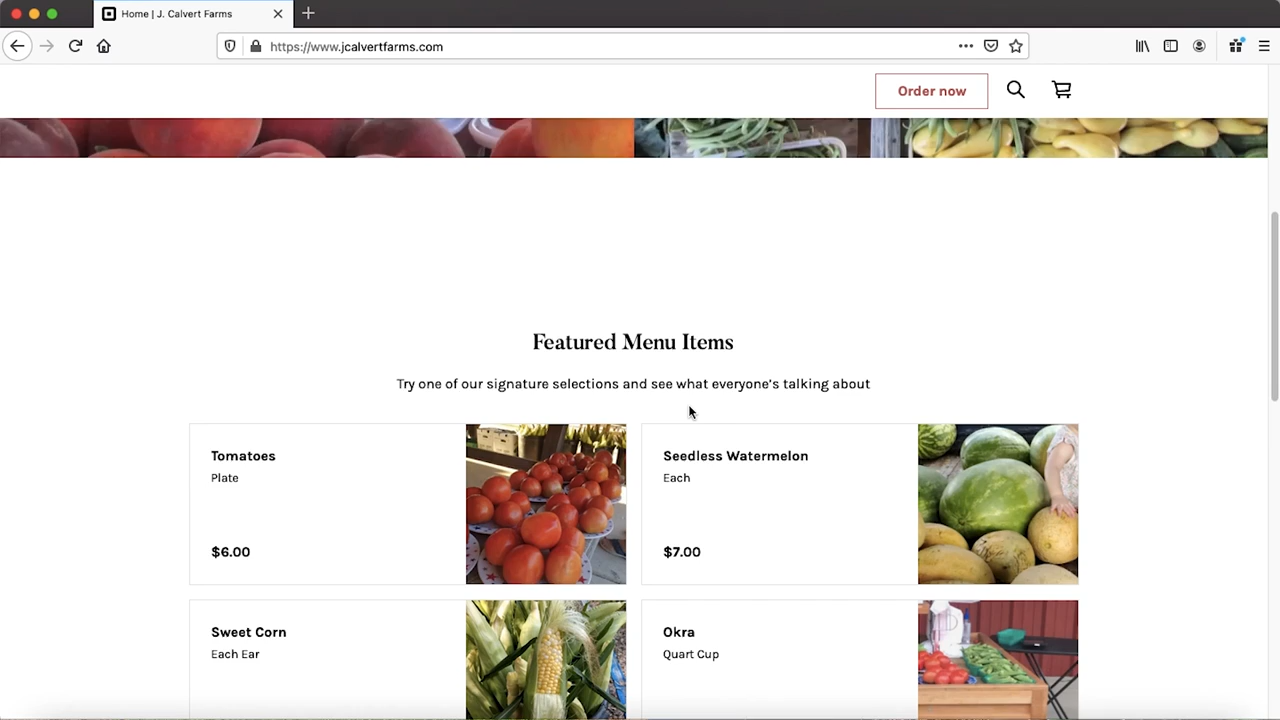 Home | J. Calvert Farms
https://www.jcalvertfarms.com
Order now
Featured Menu Items
Try one of our signature selections and see what everyone's talking about
Tomatoes
Plate
$6.00
Seedless Watermelon
Each
$7.00
Sweet Corn
Each Ear
Okra
Quart Cup